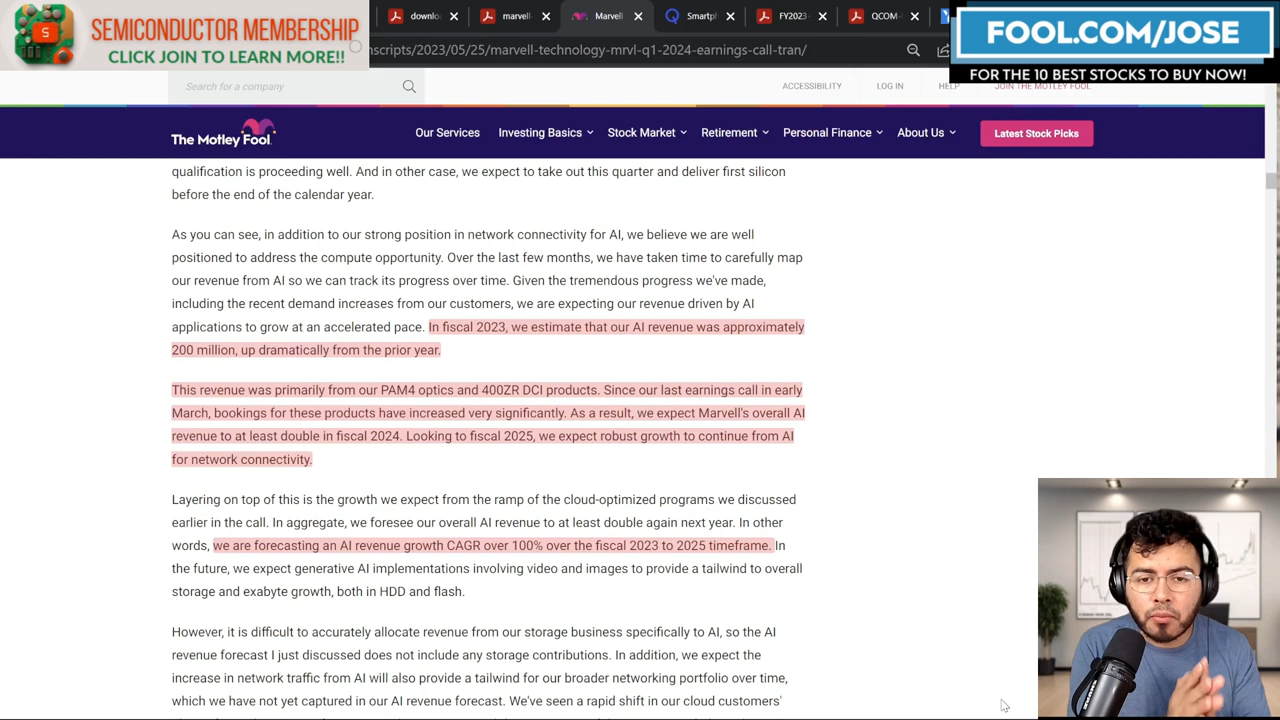 SEMICONDUCTOR MEMBERSHIP
CLICK JOIN TO LEARN MORE!!
S
downlo
marvell-
Marvell
Smartpl
FY2023
QCOM-
FOOL.COM/JOSE
FOR THE 10 BEST STOCKS TO BUY NOW!
nscripts/2023/05/25/marvell-technology-mrvl-q1-2024-earnings-call-tran/
Search for a company
ACCESSIBILITY
LOG IN
HELP
JOIN THE MOTLEY FOOL
The Motley Fool
Our Services
Investing Basics
Stock Market
Retirement
Personal Finance
About Us
Latest Stock Picks
qualification is proceeding well. And in other case, we expect to take out this quarter and deliver first silicon
before the end of the calendar year.
As you can see, in addition to our strong position in network connectivity for AI, we believe we are well
positioned to address the compute opportunity. Over the last few months, we have taken time to carefully map
our revenue from AI so we can track its progress over time. Given the tremendous progress we've made,
including the recent demand increases from our customers, we are expecting our revenue driven by AI
applications to grow at an accelerated pace. In fiscal 2023, we estimate that our AI revenue was approximately
200 million, up dramatically from the prior year.
This revenue was primarily from our PAM4 optics and 400ZR DCI products. Since our last earnings call in early
March, bookings for these products have increased very significantly. As a result, we expect Marvell's overall AI
revenue to at least double in fiscal 2024. Looking to fiscal 2025, we expect robust growth to continue from AI
for network connectivity.
Layering on top of this is the growth we expect from the ramp of the cloud-optimized programs we discussed
earlier in the call. In aggregate, we foresee our overall AI revenue to at least double again next year. In other
words, we are forecasting an AI revenue growth CAGR over 100% over the fiscal 2023 to 2025 timeframe. In
the future, we expect generative AI implementations involving video and images to provide a tailwind to overall
storage and exabyte growth, both in HDD and flash.
However, it is difficult to accurately allocate revenue from our storage business specifically to AI, so the AI
revenue forecast I just discussed does not include any storage contributions. In addition, we expect the
increase in network traffic from AI will also provide a tailwind for our broader networking portfolio over time,
which we have not yet captured in our AI revenue forecast. We've seen a rapid shift in our cloud customers'